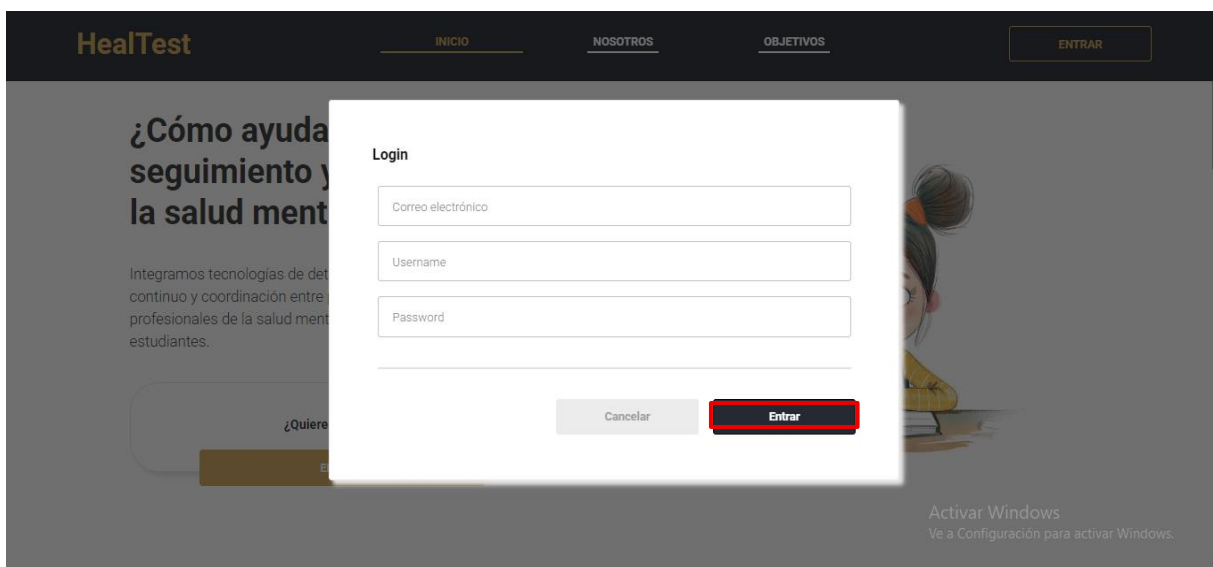 HealTest
INICIO
NOSOTROS
OBJETIVOS
ENTRAR
¿Cómo ayuda
seguimiento y
la salud ment
Integramos tecnologías de det
continuo y coordinación entre
profesionales de la salud ment
estudiantes.
¿Quiere
Login
Correo electrónico
Username
Password
Cancelar
Entrar
Activar Windows
Ve a Configuración para activar Windows.